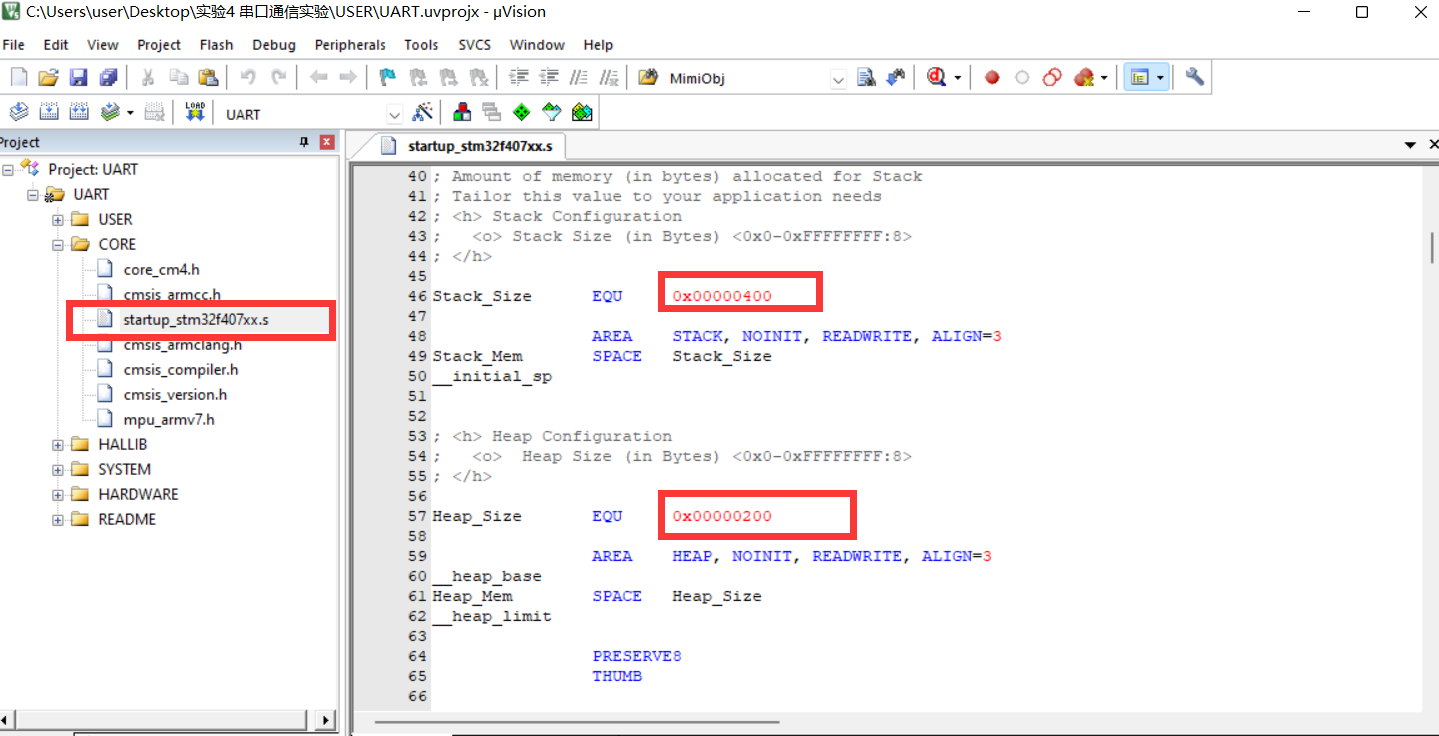 C:\Users\user\Desktop\实验4 串口通信实验\USER\UART.uvprojx - µVision
File Edit View Project Flash Debug Peripherals Tools SVCS Window Help
MimiObj
LOAD UART
Project
Project: UART
UART
USER
CORE
core_cm4.h
cmsis_armcc.h
startup_stm32f407xx.s
cmsis_armclang.h
cmsis_compiler.h
cmsis_version.h
mpu_armv7.h
HALLIB
SYSTEM
HARDWARE
README
startup_stm32f407xx.s
40 ; Amount of memory (in bytes) allocated for Stack
41 ; Tailor this value to your application needs
42 ; <h> Stack Configuration
43 ;   <o> Stack Size (in Bytes) <0x0-0xFFFFFFFF:8>
44 ; </h>
45
46 Stack_Size      EQU     0x00000400
47
48                 AREA    STACK, NOINIT, READWRITE, ALIGN=3
49 Stack_Mem       SPACE   Stack_Size
50 __initial_sp
51
52
53 ; <h> Heap Configuration
54 ;   <o>  Heap Size (in Bytes) <0x0-0xFFFFFFFF:8>
55 ; </h>
56
57 Heap_Size       EQU     0x00000200
58
59                 AREA    HEAP, NOINIT, READWRITE, ALIGN=3
60 __heap_base
61 Heap_Mem        SPACE   Heap_Size
62 __heap_limit
63
64                 PRESERVE8
65                 THUMB
66